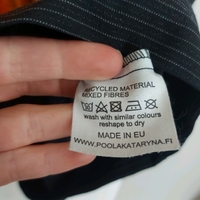 RECYCLED MATERIAL
MIXED FIBRES
wash with similar colours
reshape to dry
MADE IN EU
WWW.POOLAKATARYNA.FI